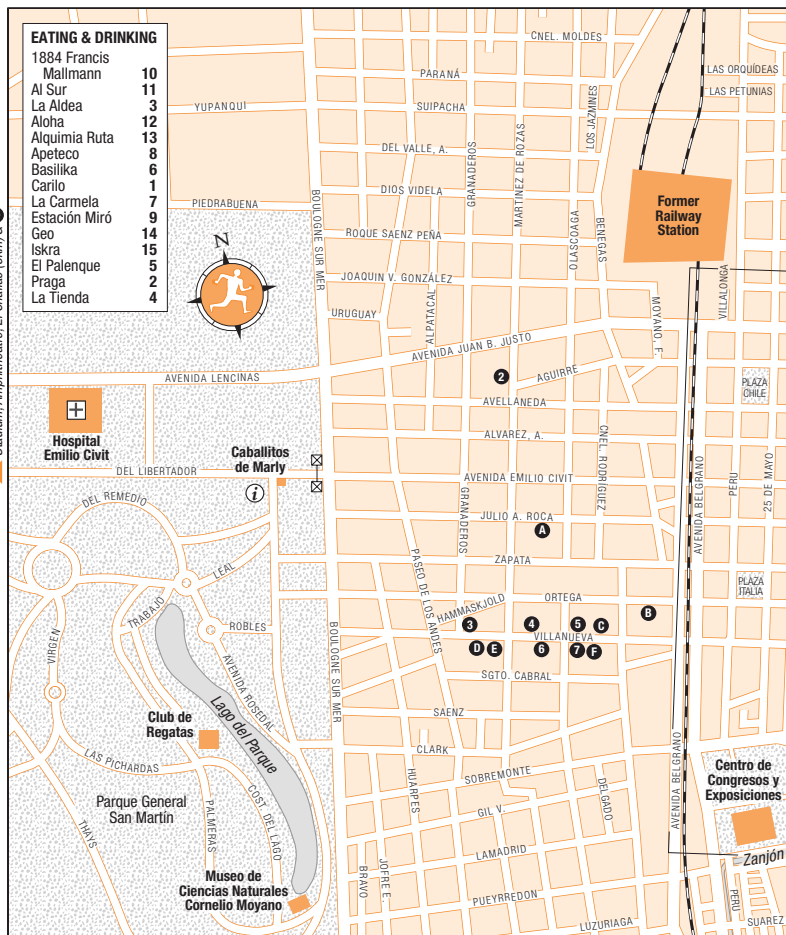 EATING & DRINKING
1884 Francis
Mallmann 10
Al Sur 11
La Aldea 3
Aloha 12
Alquimia Ruta 13
Apeteco 8
Basilika 6
Carilo 1
La Carmela 7
Estación Miró 9
Geo 14
Iskra 15
El Palenque 5
Praga 2
La Tienda 4
CNEL. MOLDES
PARANÁ
LAS ORQUÍDEAS
LAS PETUNIAS
YUPANQUI
SUIPACHA
LOS JAZMINES
GRANADEROS
MARTINEZ DE ROZAS
DEL VALLE, A.
DIOS VIDELA
PIEDRABUENA
BOULOGNE SUR MER
Former
Railway
Station
ROQUE SAENZ PEÑA
OLASCOAGA
BENEGAS
N
JOAQUIN V. GONZÁLEZ
VILLALONGA
MOYANO, F.
URUGUAY
ALPATACAL
AVENIDA JUAN B. JUSTO
AVENIDA LENCINAS
2
AGUIRRE
PLAZA
CHILE
AVELLANEDA
Hospital
Emilio Civit
ALVAREZ, A.
CNEL. RODRIGUEZ
Caballitos
de Marly
DEL LIBERTADOR
AVENIDA EMILIO CIVIT
AVENIDA BELGRANO
PERU
25 DE MAYO
i
GRANADEROS
DEL REMEDIO
JULIO A. ROCA
A
PASEO DE LOS ANDES
ZAPATA
LEAL
PLAZA
ITALIA
TRABAJO
HAMMASKJOLD
ORTEGA
B
ROBLES
3
4
5
C
VILLANUEVA
VIRGEN
BOULOGNE SUR MER
D
E
6
7
F
AVENIDA ROSEDAL
SGTO. CABRAL
Lago del Parque
SAENZ
Club de
Regatas
CLARK
LAS PICHARDAS
SOBREMONTE
HUARPES
DELGADO
AVENIDA BELGRANO
Centro de
Congresos y
Exposiciones
Parque General
San Martín
PALMERAS
COST. DEL LAGO
THAYS
GIL V.
LAMADRID
Zanjón
Museo de
Ciencias Naturales
Cornelio Moyano
BRAVO
JOFRE E.
PUEYRREDON
PERU
LUZURIAGA
SUAREZ